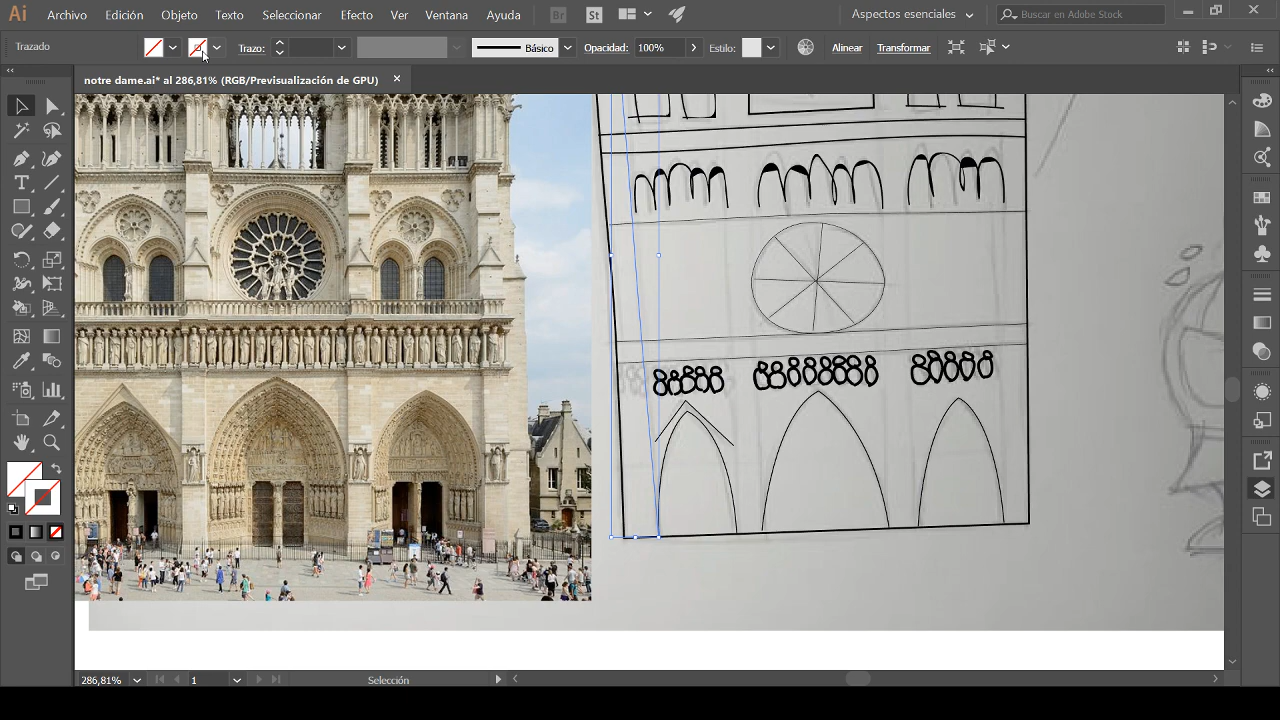 Ai Archivo Edición Objeto Texto Seleccionar Efecto Ver Ventana Ayuda Br St Aspectos esenciales Buscar en Adobe Stock
Trazado Trazo: Básico Opacidad: 100% Estilo: Alinear Transformar
notre dame.ai* al 286,81% (RGB/Previsualización de GPU)
286,81% 1 Selección